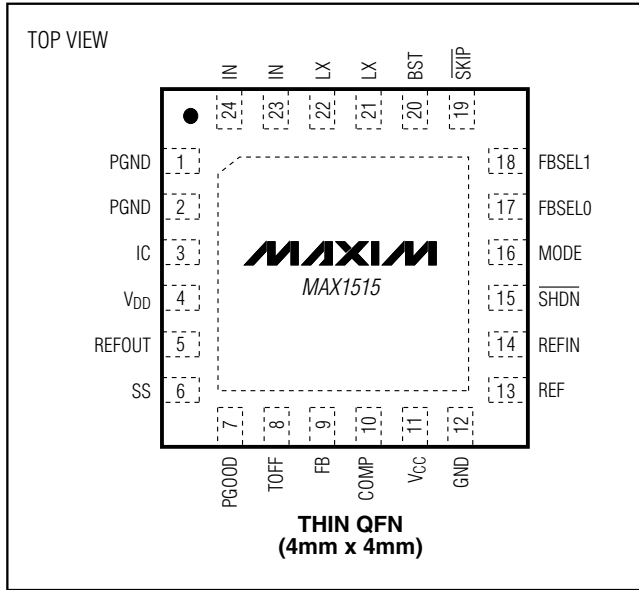 TOP VIEW
IN
IN
LX
LX
BST
SKIP
24
23
22
21
20
19
PGND 1
PGND 2
IC 3
VDD 4
REFOUT 5
SS 6
18 FBSEL1
17 FBSEL0
16 MODE
15 SHDN
14 REFIN
13 REF
MAXIM
MAX1515
7
8
9
10
11
12
PGOOD
TOFF
FB
COMP
VCC
GND
THIN QFN
(4mm x 4mm)